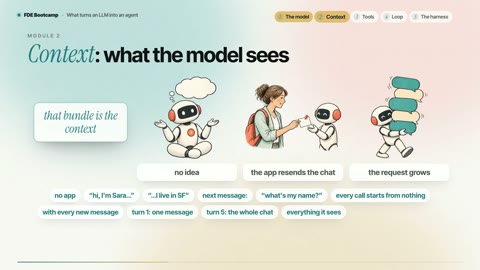 FDE Bootcamp / What turns an LLM into an agent
1 The model 2 Context 3 Tools 4 Loop 5 The harness
MODULE 2
Context: what the model sees
that bundle is the
context
no idea the app resends the chat the request grows
no app "hi, I'm Sara..." "...I live in SF" next message: "what's my name?" every call starts from nothing
with every new message turn 1: one message turn 5: the whole chat everything it sees